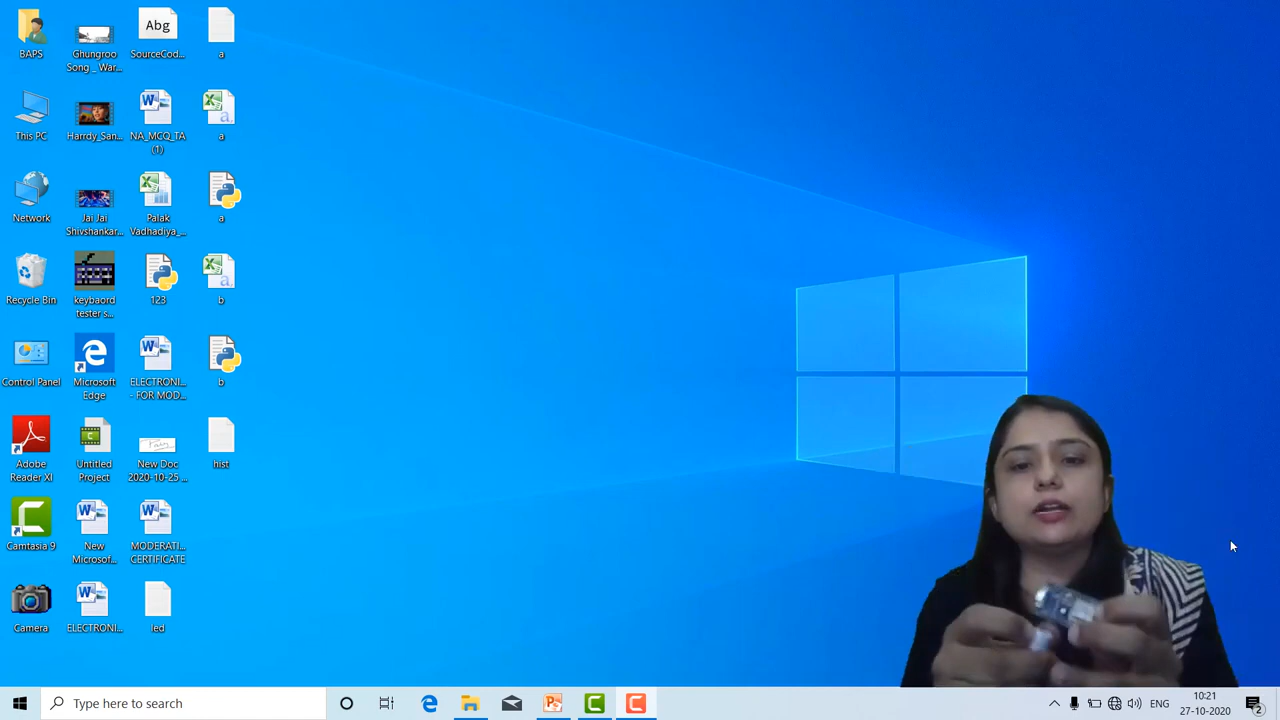 BAPS
This PC
Network
Recycle Bin
Control Panel
Adobe
Reader XI
Camtasia 9
Camera
Ghungroo
Song _ War...
Harrdy_San...
Jai Jai
Shivshankar...
keybaord
tester s...
Microsoft
Edge
Untitled
Project
New
Microsof...
ELECTRONI...
Abg
SourceCod...
NA_MCQ_TA
(1)
Palak
Vadhadiya_...
123
ELECTRONI...
- FOR MOD...
New Doc
2020-10-25 ...
MODERATI...
CERTIFICATE
led
a
a
a
b
b
hist
Type here to search
ENG
10:21
27-10-2020
2